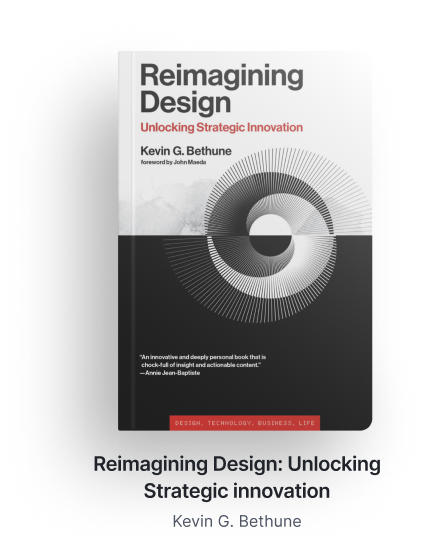 Reimagining
Design
Unlocking Strategic Innovation
Kevin G. Bethune
foreword by John Maeda
“An innovative and deeply personal book that is
chock-full of insight and actionable content.”
—Annie Jean-Baptiste
DESIGN, TECHNOLOGY, BUSINESS, LIFE
Reimagining Design: Unlocking
Strategic innovation
Kevin G. Bethune